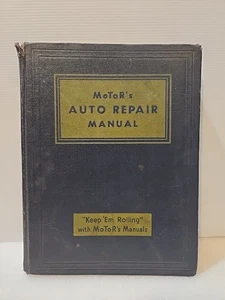 MoToR's
AUTO REPAIR
MANUAL
"Keep 'Em Rolling"
with MoToR's Manuals